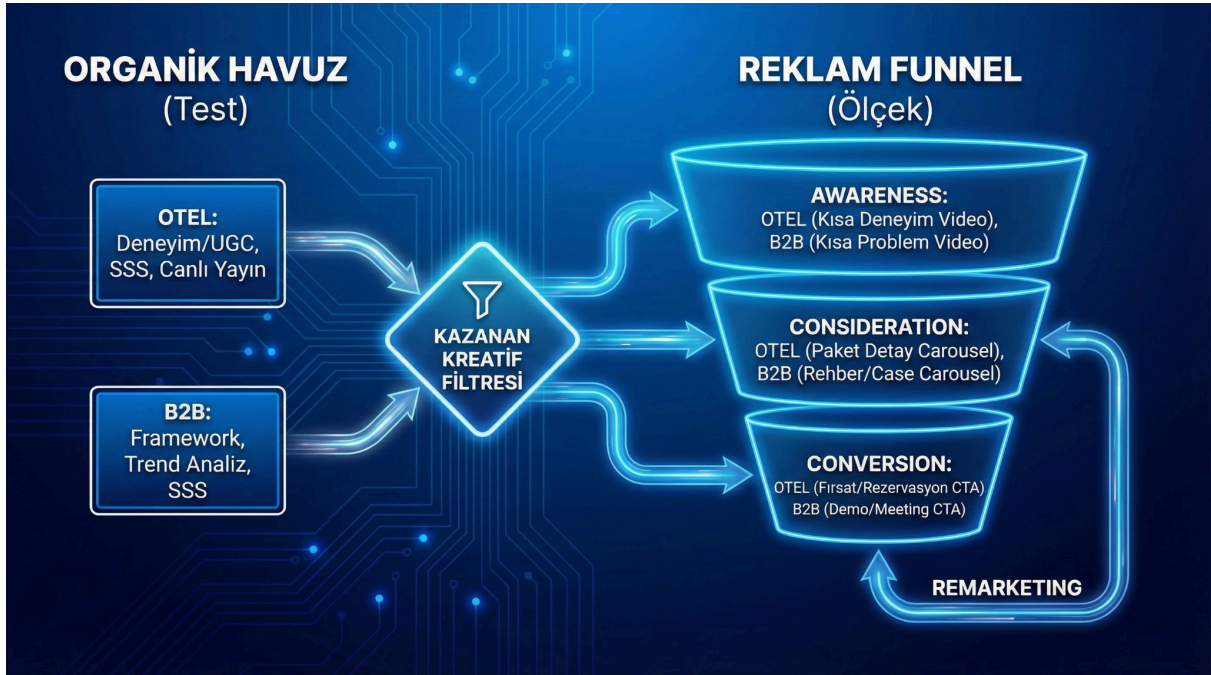 ORGANİK HAVUZ
(Test)
OTEL:
Deneyim/UGC,
SSS, Canlı Yayın
B2B:
Framework,
Trend Analiz,
SSS
KAZANAN
KREATİF
FİLTRESİ
REKLAM FUNNEL
(Ölçek)
AWARENESS:
OTEL (Kısa Deneyim Video),
B2B (Kısa Problem Video)
CONSIDERATION:
OTEL (Paket Detay Carousel),
B2B (Rehber/Case Carousel)
CONVERSION:
OTEL (Fırsat/Rezervasyon CTA)
B2B (Demo/Meeting CTA)
REMARKETING